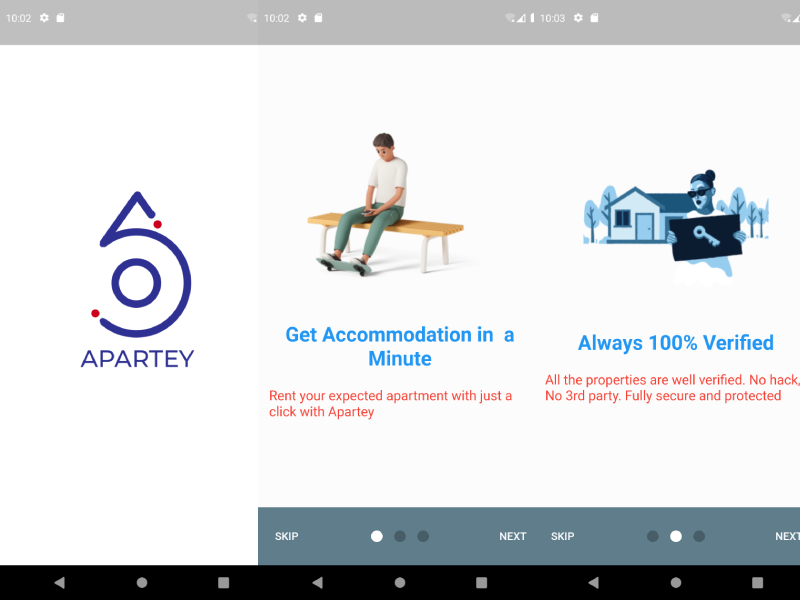 10:02
APARTEY
10:02
Get Accommodation in  a
Minute
Rent your expected apartment with just a
click with Apartey
SKIP
NEXT
10:03
Always 100% Verified
All the properties are well verified. No hack,
No 3rd party. Fully secure and protected
SKIP
NEXT